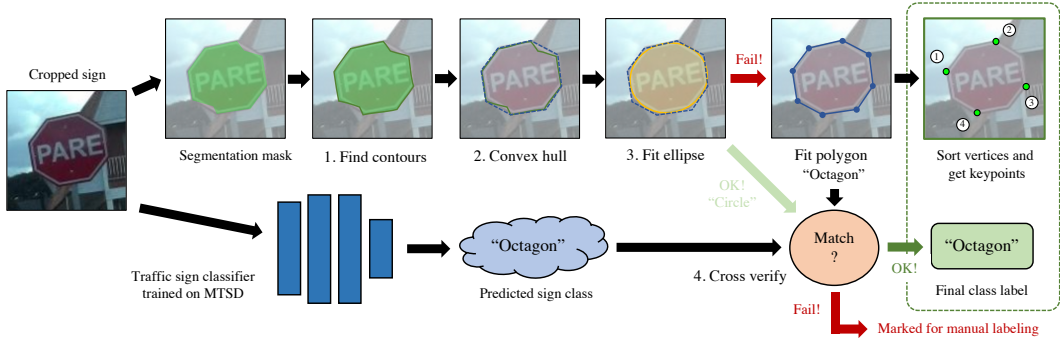 Cropped sign
PARE
PARE
Segmentation mask
PARE
1. Find contours
PARE
2. Convex hull
PARE
3. Fit ellipse
Fail!
PARE
Fit polygon
“Octagon”
1
2
3
4
PARE
Sort vertices and
get keypoints
OK!
“Circle”
Traffic sign classifier
trained on MTSD
“Octagon”
Predicted sign class
4. Cross verify
Match
?
OK!
“Octagon”
Final class label
Fail!
Marked for manual labeling